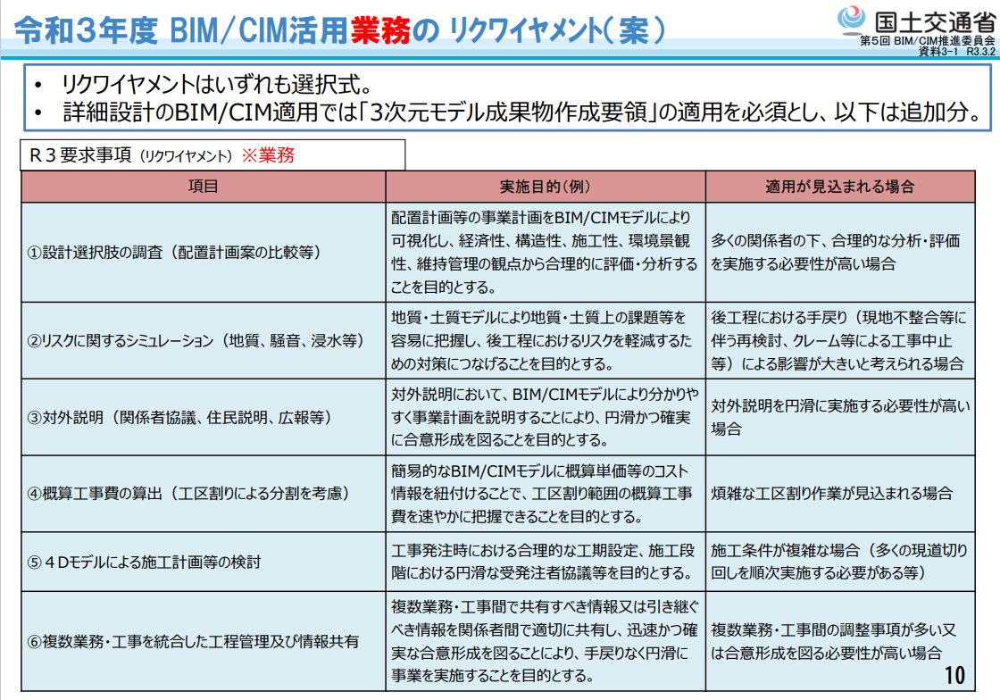 令和３年度 BIM/CIM活用業務の リクワイヤメント（案）
国土交通省
第５回 BIM/CIM推進委員会
資料3-1 R3.3.2
• リクワイヤメントはいずれも選択式。
• 詳細設計のBIM/CIM適用では「3次元モデル成果物作成要領」の適用を必須とし、以下は追加分。
R３要求事項（リクワイヤメント）※業務
項目
実施目的（例）
適用が見込まれる場合
①設計選択肢の調査（配置計画案の比較等）
配置計画等の事業計画をBIM/CIMモデルにより
可視化し、経済性、構造性、施工性、環境景観
性、維持管理の観点から合理的に評価・分析する
ことを目的とする。
多くの関係者の下、合理的な分析・評価
を実施する必要性が高い場合
②リスクに関するシミュレーション（地質、騒音、浸水等）
地質・土質モデルにより地質・土質上の課題等を
容易に把握し、後工程におけるリスクを軽減するた
めの対策につなげることを目的とする。
後工程における手戻り（現地不整合等に
伴う再検討、クレーム等による工事中止
等）による影響が大きいと考えられる場合
③対外説明（関係者協議、住民説明、広報等）
対外説明において、BIM/CIMモデルにより分かりや
すく事業計画を説明することにより、円滑かつ確実
に合意形成を図ることを目的とする。
対外説明を円滑に実施する必要性が高い
場合
④概算工事費の算出（工区割りによる分割を考慮）
簡易的なBIM/CIMモデルに概算単価等のコスト
情報を紐付けることで、工区割り範囲の概算工事
費を速やかに把握できることを目的とする。
煩雑な工区割り作業が見込まれる場合
⑤４Dモデルによる施工計画等の検討
工事発注時における合理的な工期設定、施工段
階における円滑な受発注者協議等を目的とする。
施工条件が複雑な場合（多くの現道切り
回しを順次実施する必要がある等）
⑥複数業務・工事を統合した工程管理及び情報共有
複数業務・工事間で共有すべき情報又は引き継ぐ
べき情報を関係者間で適切に共有し、迅速かつ確
実な合意形成を図ることにより、手戻りなく円滑に
事業を実施することを目的とする。
複数業務・工事間の調整事項が多い又
は合意形成を図る必要性が高い場合
10